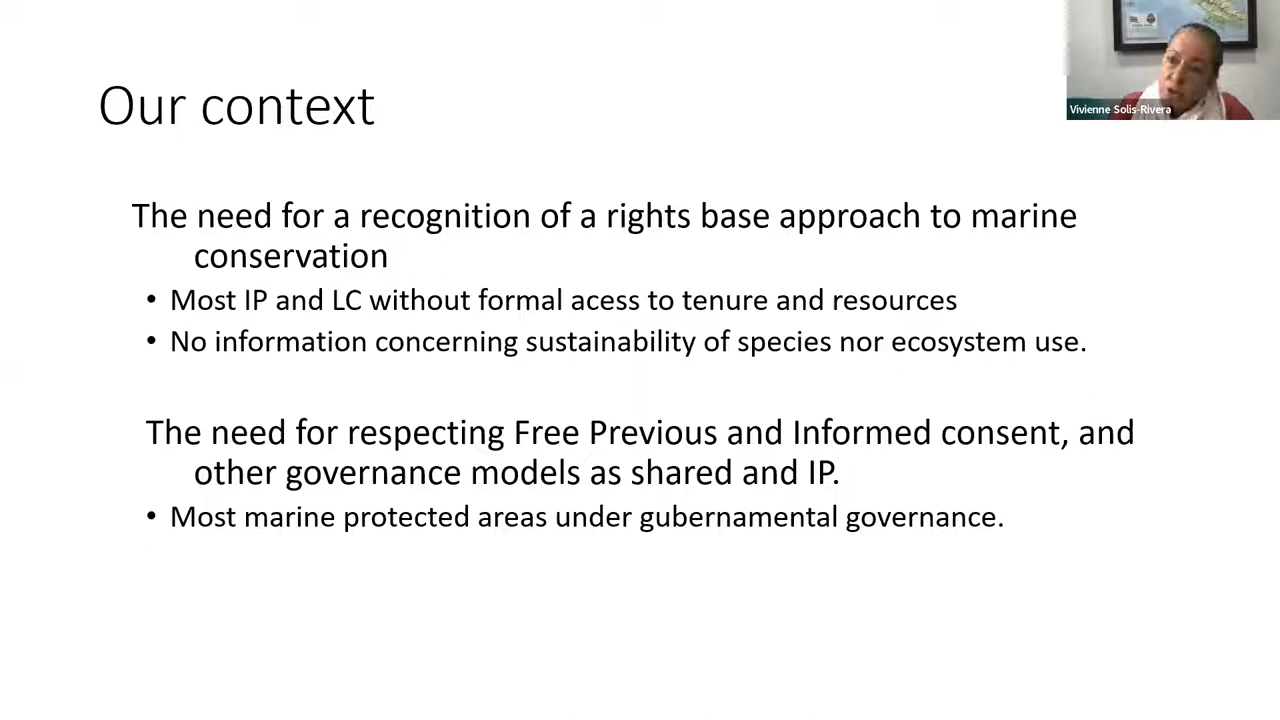 Our context
Vivienne Solis-Rivera
The need for a recognition of a rights base approach to marine
conservation
• Most IP and LC without formal acess to tenure and resources
• No information concerning sustainability of species nor ecosystem use.
The need for respecting Free Previous and Informed consent, and
other governance models as shared and IP.
• Most marine protected areas under gubernamental governance.